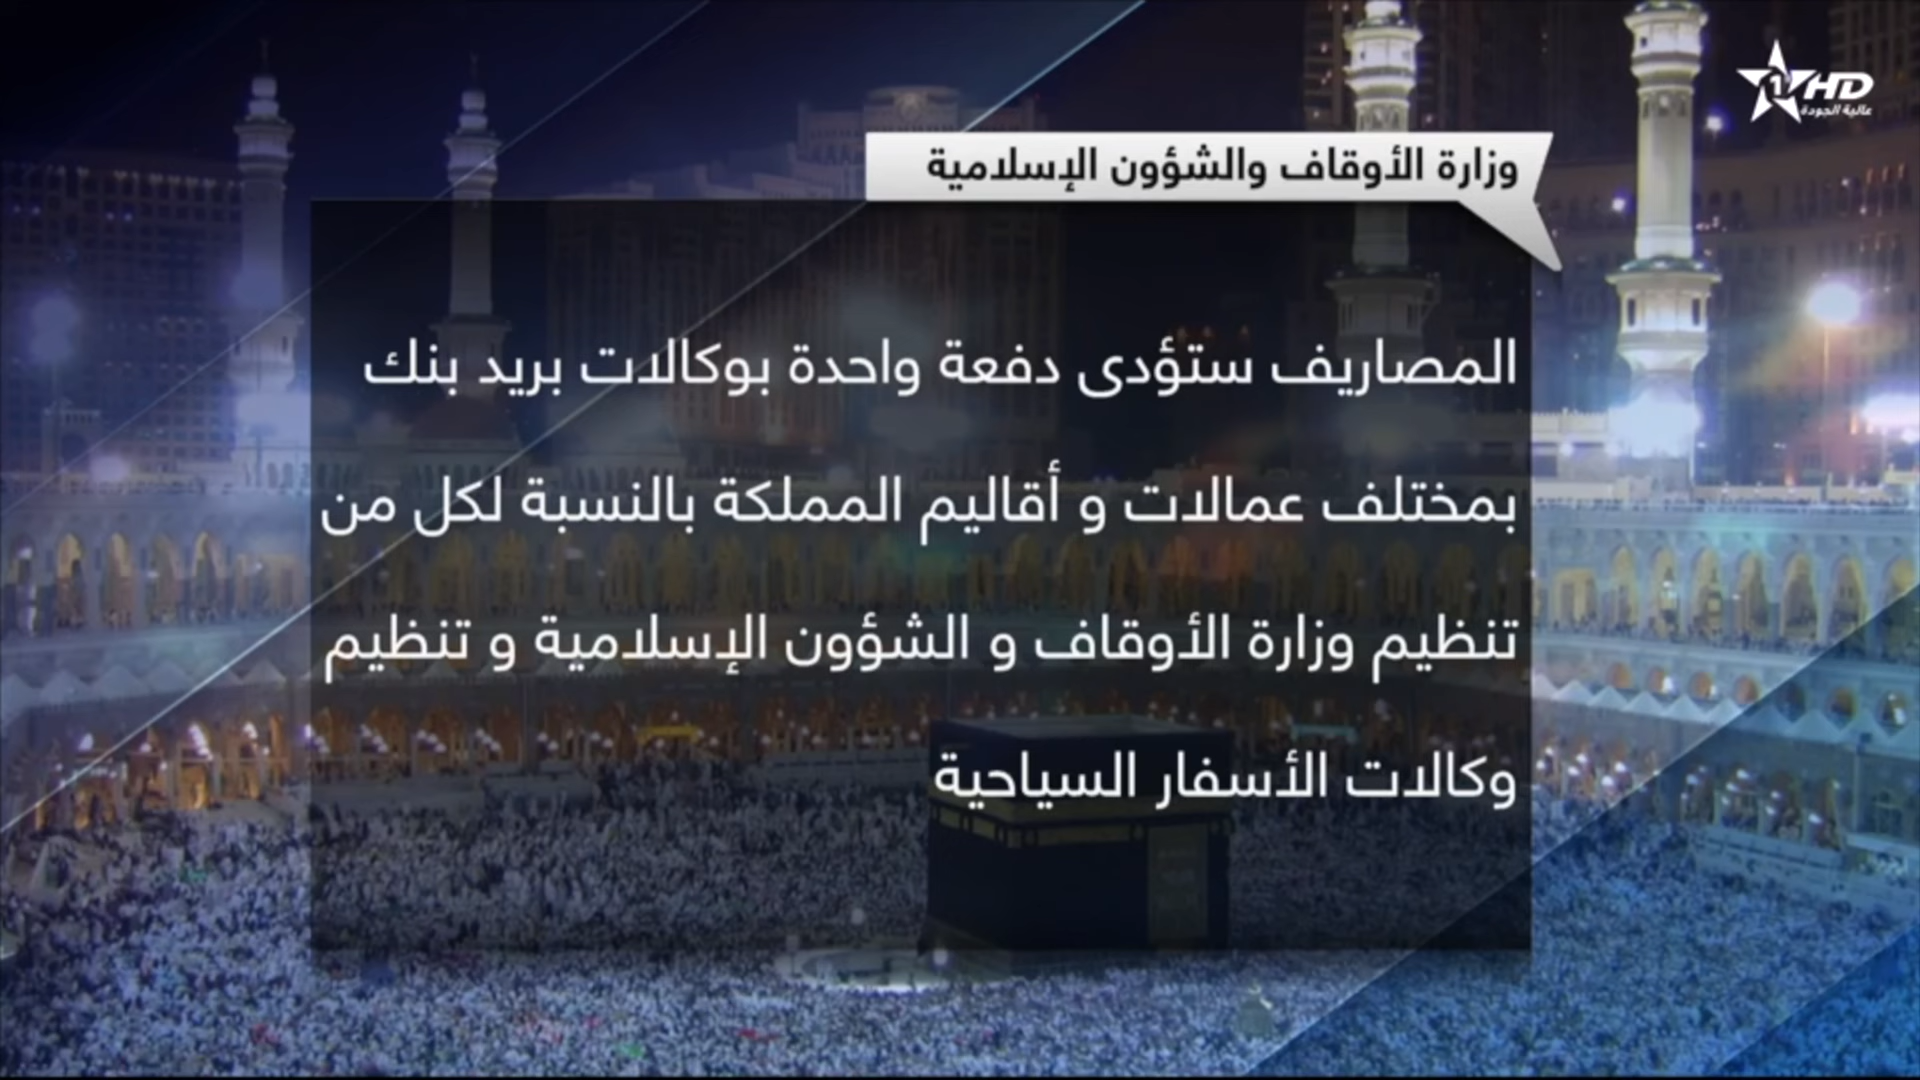 1 HD
عالية الجودة
وزارة الأوقاف والشؤون الإسلامية
المصاريف ستؤدى دفعة واحدة بوكالات بريد بنك
بمختلف عمالات و أقاليم المملكة بالنسبة لكل من
تنظيم وزارة الأوقاف و الشؤون الإسلامية و تنظيم
وكالات الأسفار السياحية